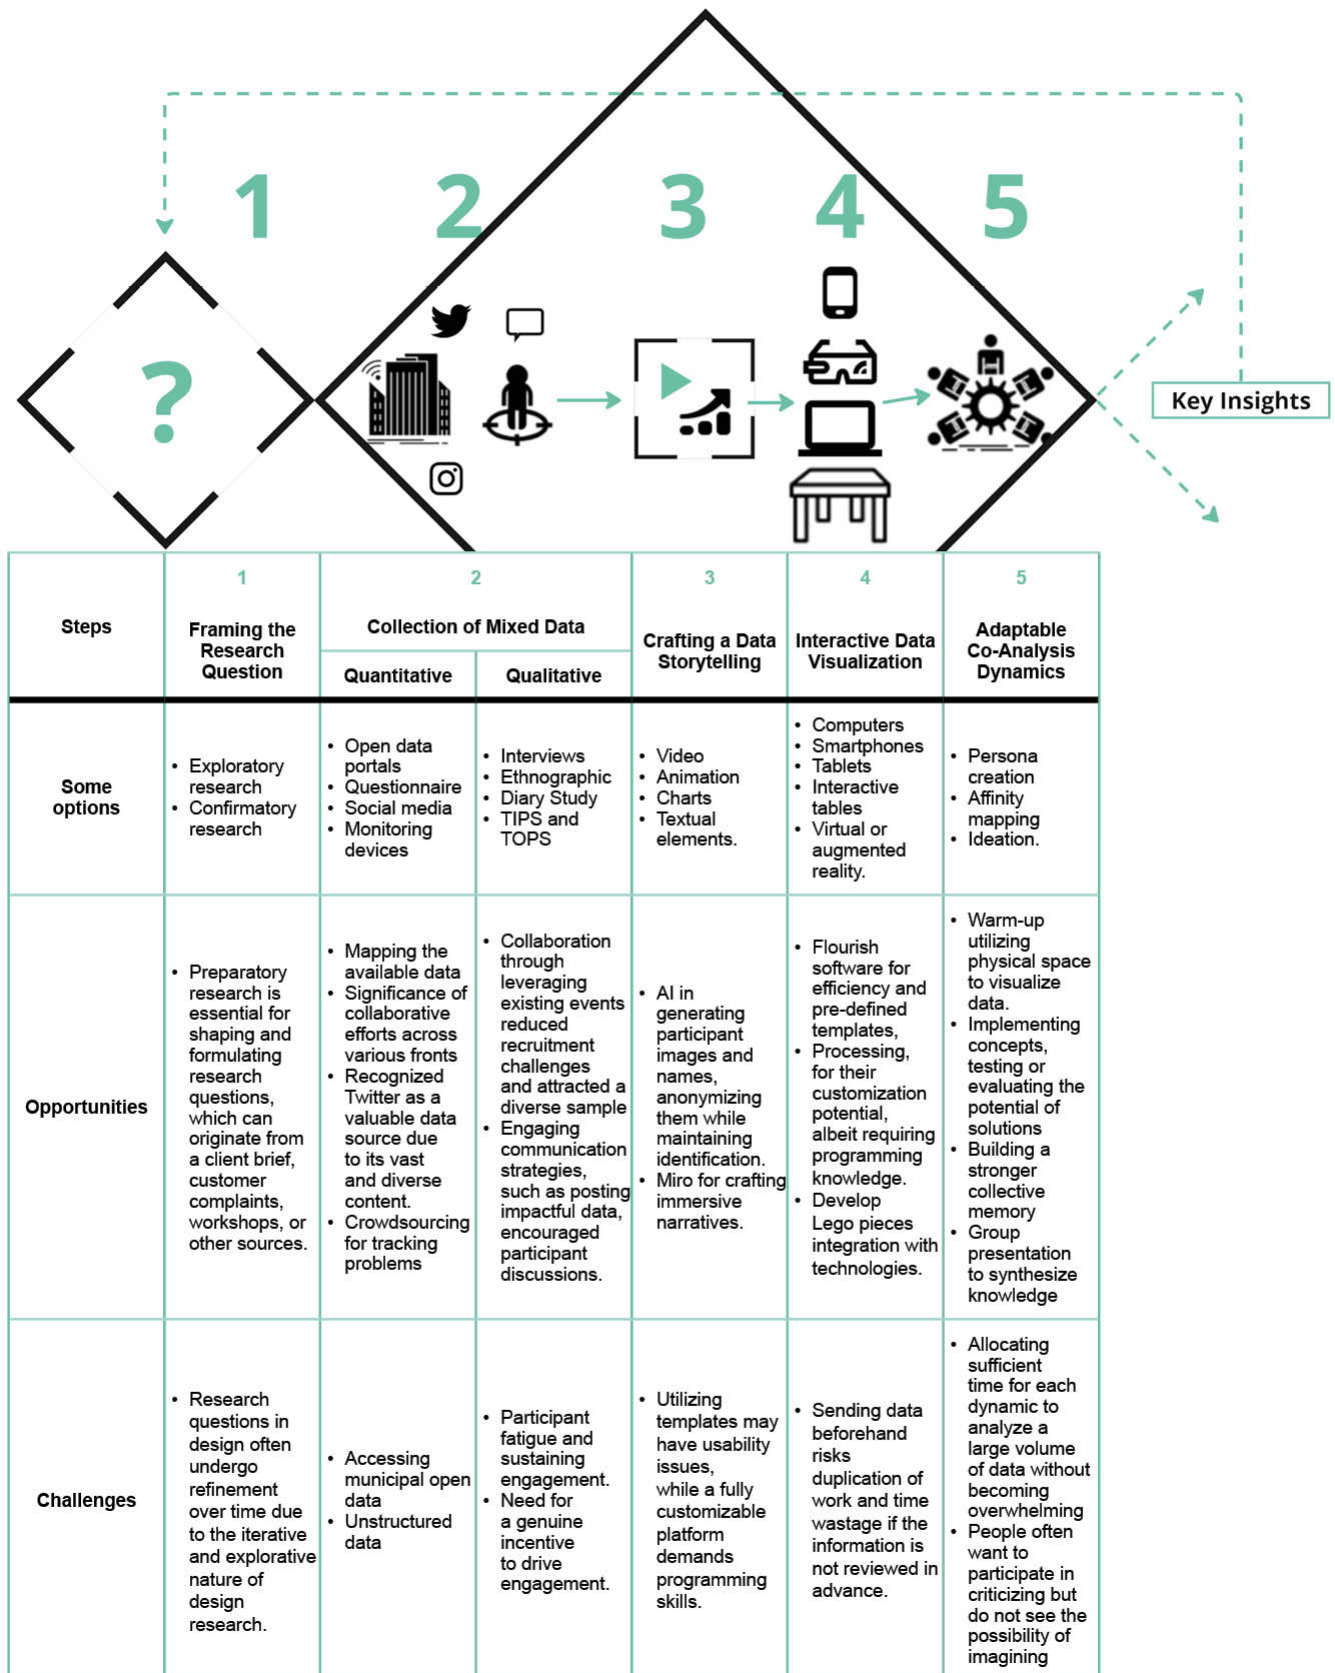 1
2
3
4
5
?
Key Insights
Steps
1
Framing the
Research
Question
2
Collection of Mixed Data
Quantitative
Qualitative
3
Crafting a Data
Storytelling
4
Interactive Data
Visualization
5
Adaptable
Co-Analysis
Dynamics
Some
options
• Exploratory
research
• Confirmatory
research
• Open data
portals
• Questionnaire
• Social media
• Monitoring
devices
• Interviews
• Ethnographic
• Diary Study
• TIPS and
TOPS
• Video
• Animation
• Charts
• Textual
elements.
• Computers
• Smartphones
• Tablets
• Interactive
tables
• Virtual or
augmented
reality.
• Persona
creation
• Affinity
mapping
• Ideation.
Opportunities
• Preparatory
research is
essential for
shaping and
formulating
research
questions,
which can
originate from
a client brief,
customer
complaints,
workshops, or
other sources.
• Mapping the
available data
• Significance of
collaborative
efforts across
various fronts
• Recognized
Twitter as a
valuable data
source due
to its vast
and diverse
content.
• Crowdsourcing
for tracking
problems
• Collaboration
through
leveraging
existing events
reduced
recruitment
challenges
and attracted a
diverse sample
• Engaging
communication
strategies,
such as posting
impactful data,
encouraged
participant
discussions.
• AI in
generating
participant
images and
names,
anonymizing
them while
maintaining
identification.
• Miro for crafting
immersive
narratives.
• Flourish
software for
efficiency and
pre-defined
templates,
• Processing,
for their
customization
potential,
albeit requiring
programming
knowledge.
• Develop
Lego pieces
integration with
technologies.
• Warm-up
utilizing
physical space
to visualize
data.
• Implementing
concepts,
testing or
evaluating the
potential of
solutions
• Building a
stronger
collective
memory
• Group
presentation
to synthesize
knowledge
Challenges
• Research
questions in
design often
undergo
refinement
over time due
to the iterative
and explorative
nature of
design
research.
• Accessing
municipal open
data
• Unstructured
data
• Participant
fatigue and
sustaining
engagement.
• Need for
a genuine
incentive
to drive
engagement.
• Utilizing
templates may
have usability
issues,
while a fully
customizable
platform
demands
programming
skills.
• Sending data
beforehand
risks
duplication of
work and time
wastage if the
information is
not reviewed in
advance.
• Allocating
sufficient
time for each
dynamic to
analyze a
large volume
of data without
becoming
overwhelming
• People often
want to
participate in
criticizing but
do not see the
possibility of
imagining